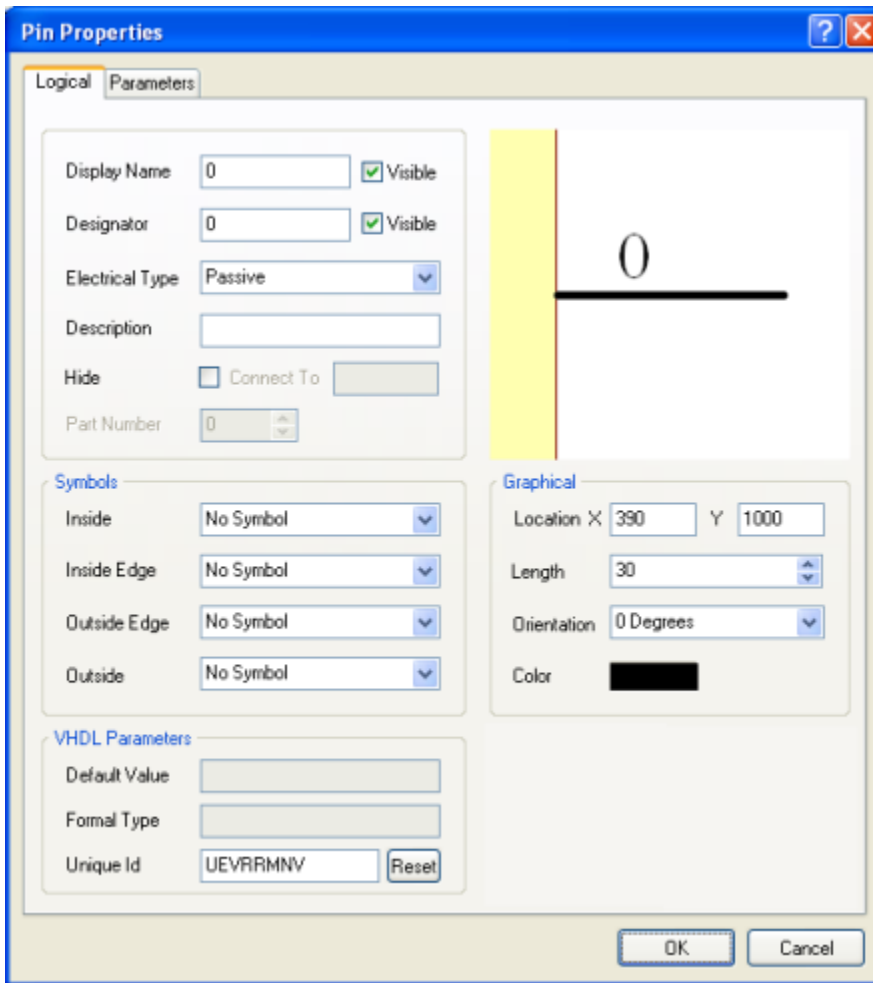 Pin Properties
Logical Parameters
Display Name 0 Visible
Designator 0 Visible
Electrical Type Passive
Description
Hide Connect To
Part Number 0
0
Symbols
Inside No Symbol
Inside Edge No Symbol
Outside Edge No Symbol
Outside No Symbol
Graphical
Location X 390 Y 1000
Length 30
Orientation 0 Degrees
Color
VHDL Parameters
Default Value
Formal Type
Unique Id UEVRRMNV Reset
OK Cancel